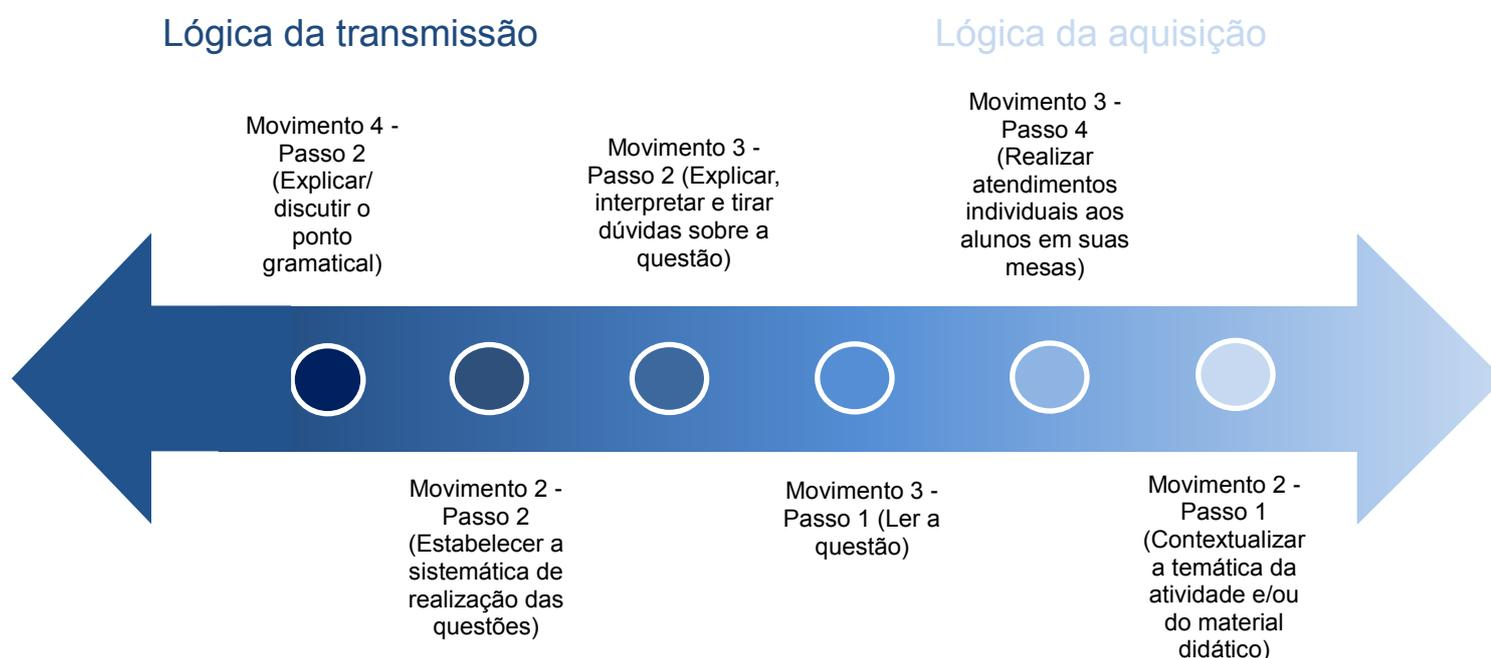 Lógica da transmissão
Lógica da aquisição
Movimento 4 -
Passo 2
(Explicar/
discutir o
ponto
gramatical)
Movimento 3 -
Passo 2 (Explicar,
interpretar e tirar
dúvidas sobre a
questão)
Movimento 3 -
Passo 4
(Realizar
atendimentos
individuais aos
alunos em suas
mesas)
Movimento 2 -
Passo 2
(Estabelecer a
sistemática de
realização das
questões)
Movimento 3 -
Passo 1 (Ler a
questão)
Movimento 2 -
Passo 1
(Contextualizar
a temática da
atividade e/ou
do material
didático)